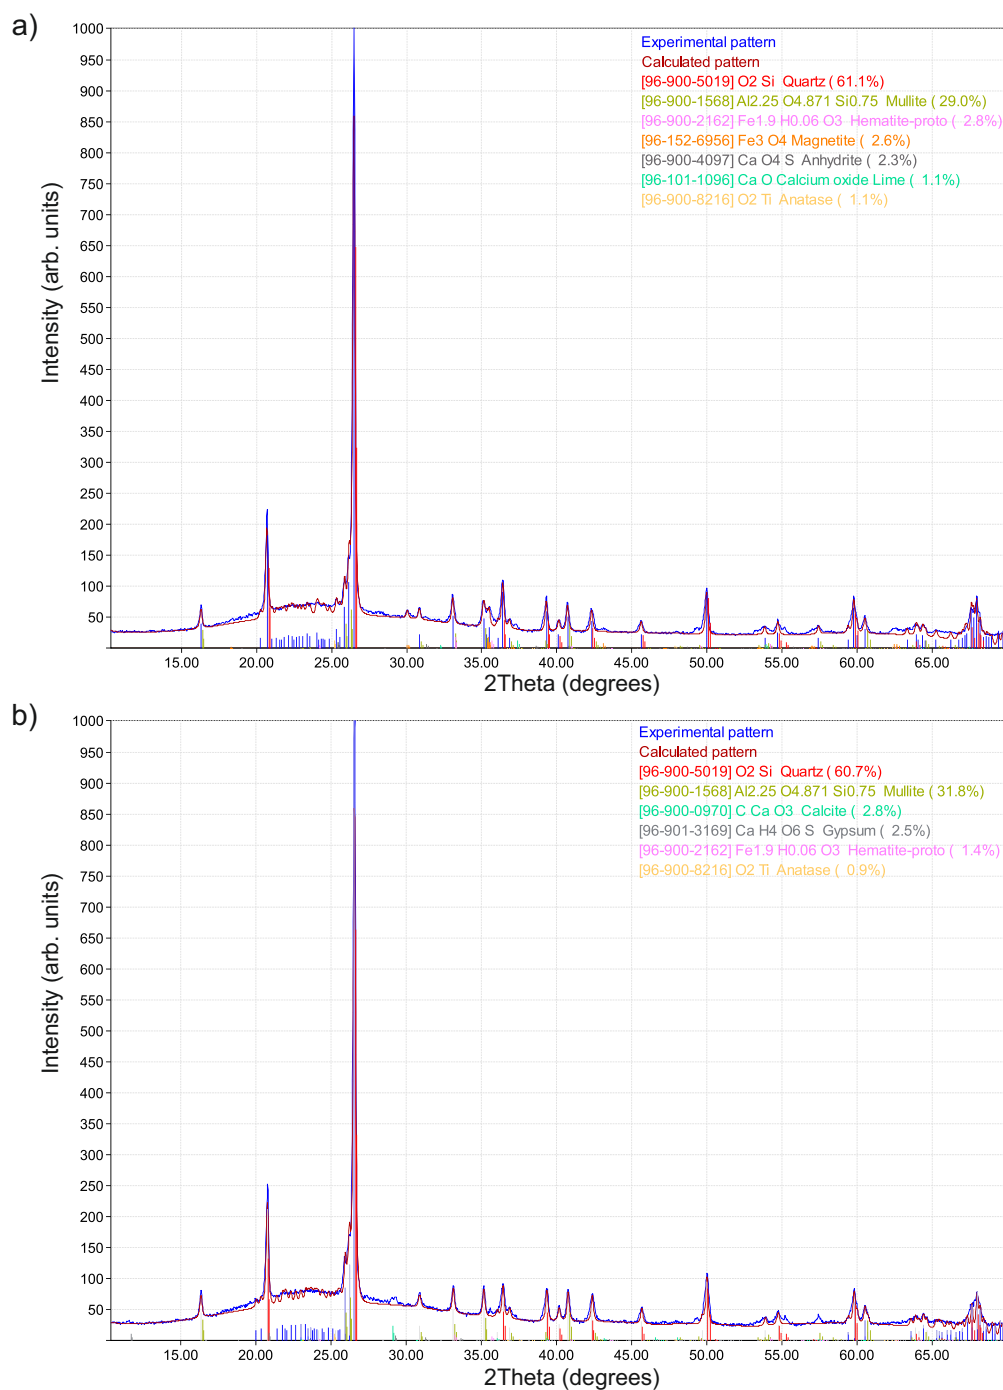 a)
Intensity (arb. units)
1000
950
900
850
800
750
700
650
600
550
500
450
400
350
300
250
200
150
100
50
Experimental pattern
Calculated pattern
[96-900-5019] O2 Si Quartz ( 61.1%)
[96-900-1568] Al2.25 O4.871 Si0.75 Mullite ( 29.0%)
[96-900-2162] Fe1.9 H0.06 O3 Hematite-proto ( 2.8%)
[96-152-6956] Fe3 O4 Magnetite ( 2.6%)
[96-900-4097] Ca O4 S Anhydrite ( 2.3%)
[96-101-1096] Ca O Calcium oxide Lime ( 1.1%)
[96-900-8216] O2 Ti Anatase ( 1.1%)
15.00 20.00 25.00 30.00 35.00 40.00 45.00 50.00 55.00 60.00 65.00
2Theta (degrees)
b)
Intensity (arb. units)
1000
950
900
850
800
750
700
650
600
550
500
450
400
350
300
250
200
150
100
50
Experimental pattern
Calculated pattern
[96-900-5019] O2 Si Quartz ( 60.7%)
[96-900-1568] Al2.25 O4.871 Si0.75 Mullite ( 31.8%)
[96-900-0970] C Ca O3 Calcite ( 2.8%)
[96-901-3169] Ca H4 O6 S Gypsum ( 2.5%)
[96-900-2162] Fe1.9 H0.06 O3 Hematite-proto ( 1.4%)
[96-900-8216] O2 Ti Anatase ( 0.9%)
15.00 20.00 25.00 30.00 35.00 40.00 45.00 50.00 55.00 60.00 65.00
2Theta (degrees)